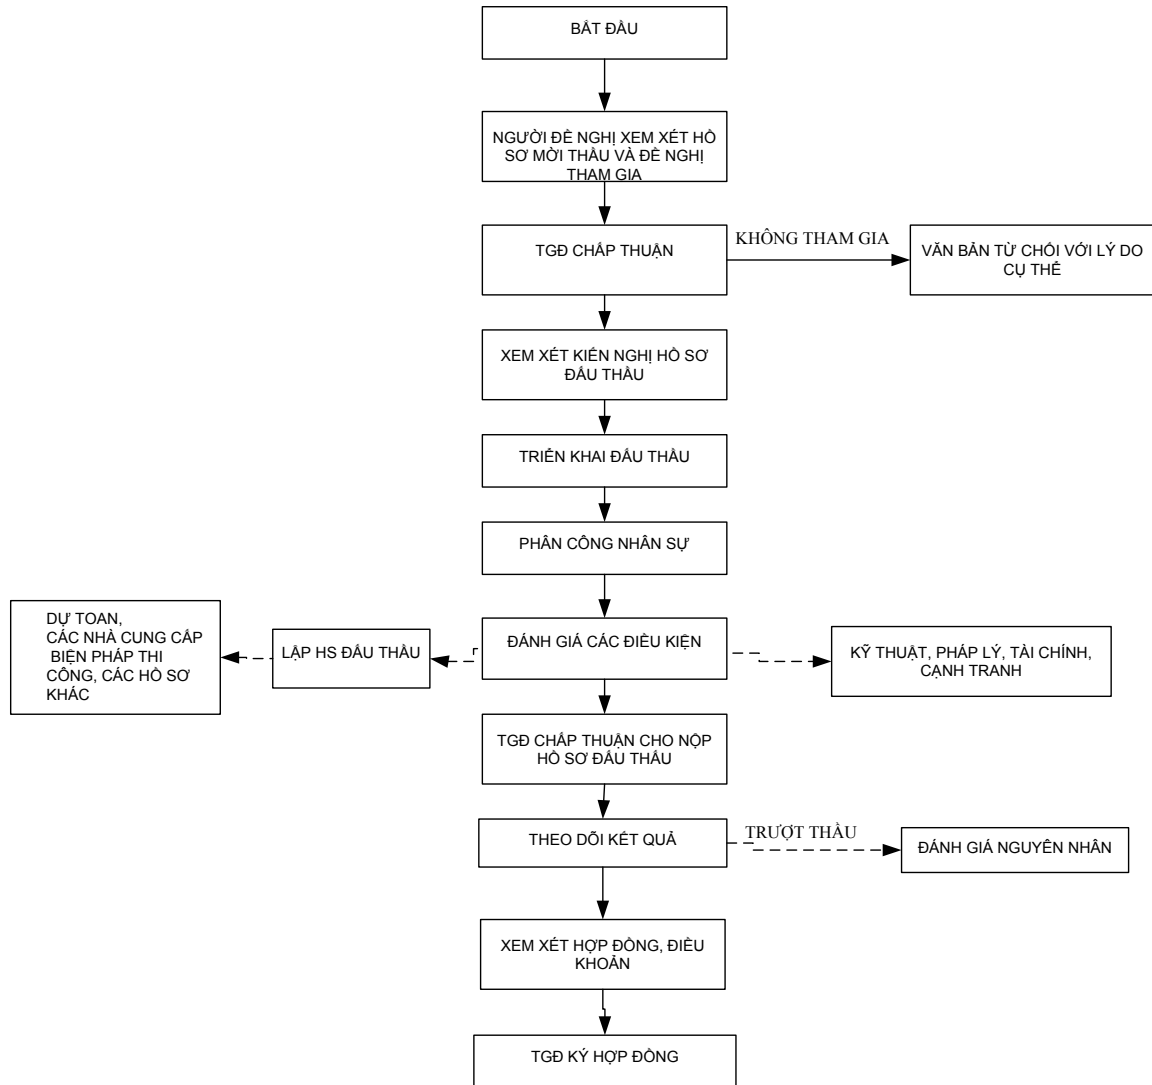 BẮT ĐẦU
NGƯỜI ĐỀ NGHỊ XEM XÉT HỒ
SƠ MỜI THẦU VÀ ĐỀ NGHỊ
THAM GIA
TGĐ CHẤP THUẬN
KHÔNG THAM GIA
VĂN BẢN TỪ CHỐI VỚI LÝ DO
CỤ THỂ
XEM XÉT KIẾN NGHỊ HỒ SƠ
ĐẤU THẦU
TRIỂN KHAI ĐẤU THẦU
PHÂN CÔNG NHÂN SỰ
DỰ TOAN,
CÁC NHÀ CUNG CẤP
BIỆN PHÁP THI
CÔNG, CÁC HỒ SƠ
KHÁC
LẬP HS ĐẤU THẦU
ĐÁNH GIÁ CÁC ĐIỀU KIỆN
KỸ THUẬT, PHÁP LÝ, TÀI CHÍNH,
CẠNH TRANH
TGĐ CHẤP THUẬN CHO NỘP
HỒ SƠ ĐẤU THẤU
THEO DÕI KẾT QUẢ
TRƯỢT THẦU
ĐÁNH GIÁ NGUYÊN NHÂN
XEM XÉT HỢP ĐỒNG, ĐIỀU
KHOẢN
TGĐ KÝ HỢP ĐỒNG